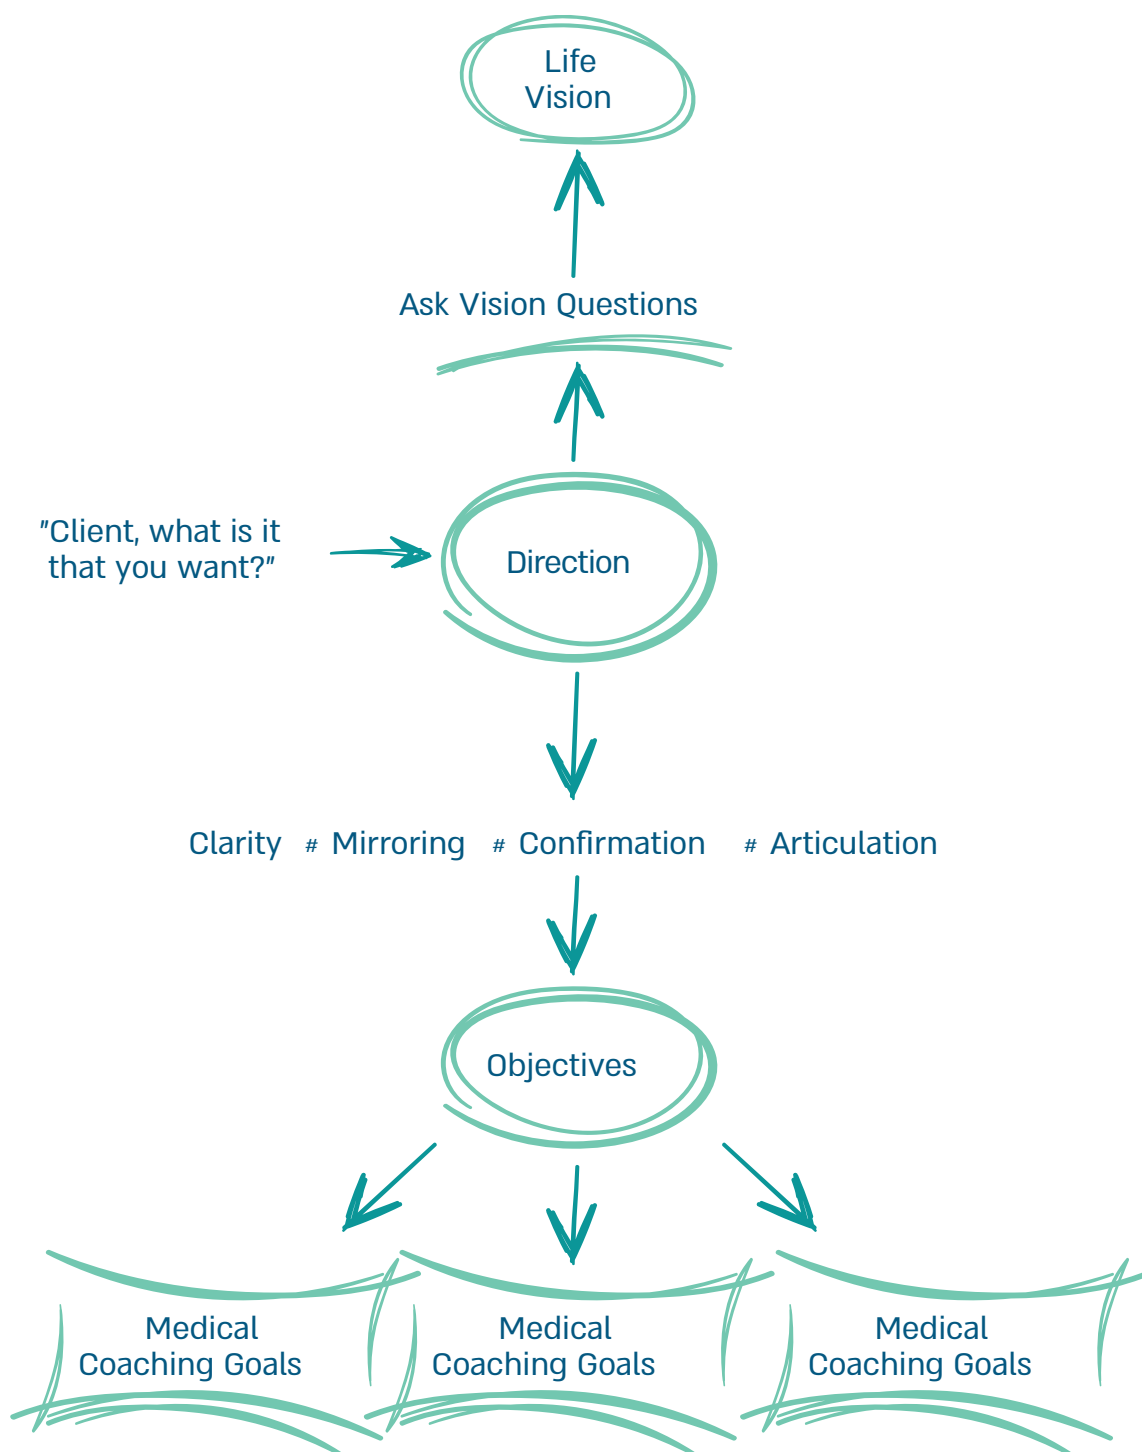 Life
Vision
Ask Vision Questions
"Client, what is it
that you want?"
Direction
Clarity # Mirroring # Confirmation # Articulation
Objectives
Medical
Coaching Goals
Medical
Coaching Goals
Medical
Coaching Goals